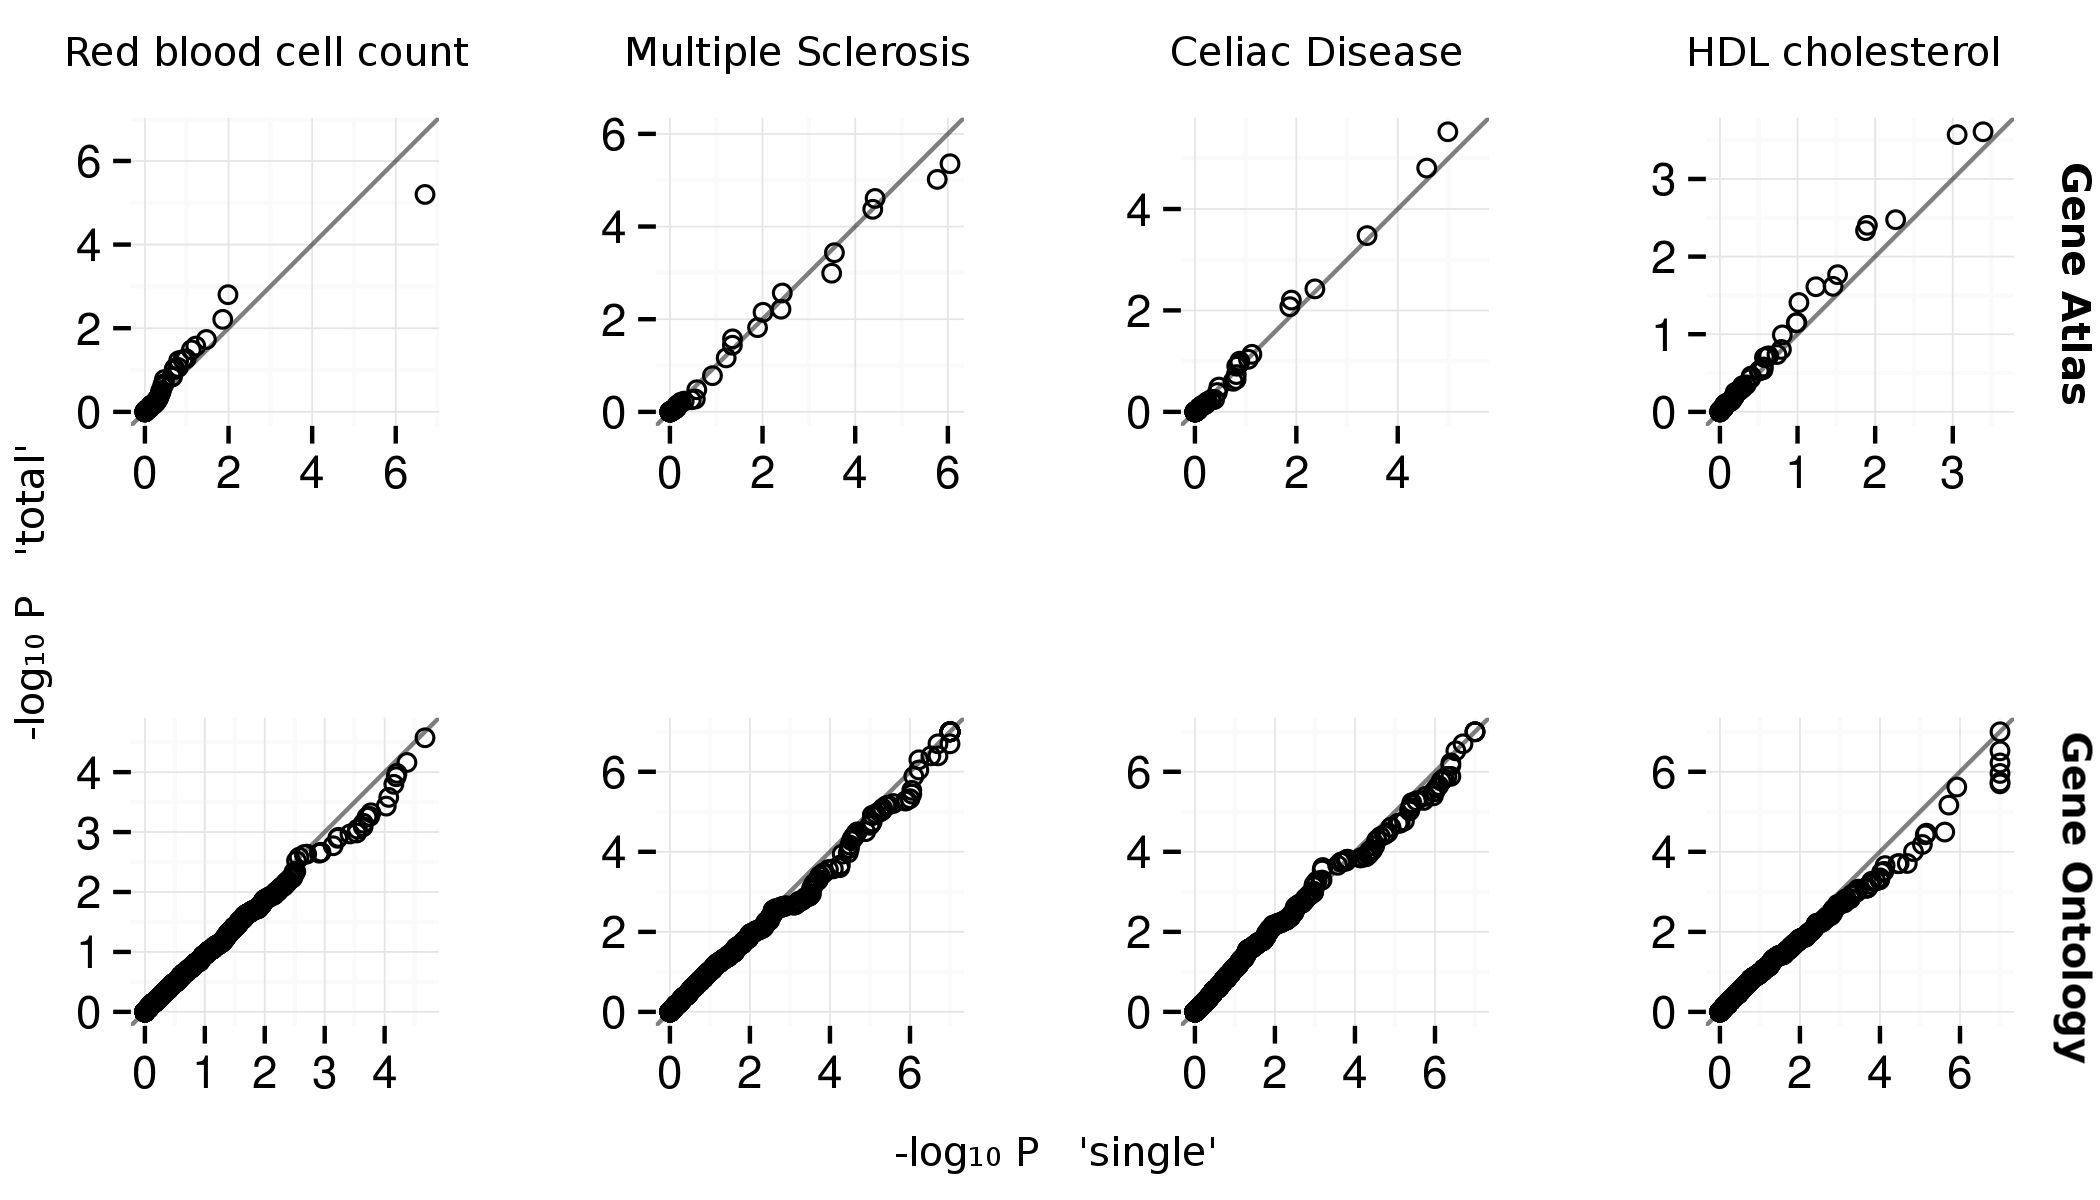 Red blood cell count
Multiple Sclerosis
Celiac Disease
HDL cholesterol
6
4
2
0
0 2 4 6
6
4
2
0
0 2 4 6
4
2
0
0 2 4
3
2
1
0
0 1 2 3
Gene Atlas
-log₁₀ P 'total'
4
3
2
1
0
0 1 2 3 4
6
4
2
0
0 2 4 6
6
4
2
0
0 2 4 6
6
4
2
0
0 2 4 6
Gene Ontology
-log₁₀ P 'single'